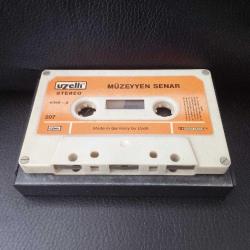 uzelli
STEREO
MÜZEYYEN SENAR
207
Made in Germany by Uzelli